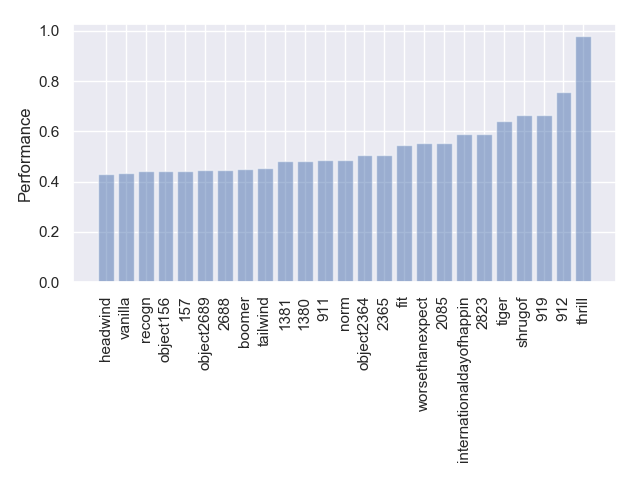 1.0
0.8
0.6
0.4
0.2
0.0
Performance
headwind
vanilla
recogn
object156
157
object2689
2688
boomer
tailwind
1381
1380
911
norm
object2364
2365
fit
worsethanexpect
2085
internationaldayofhappin
2823
tiger
shrugof
919
912
thrill